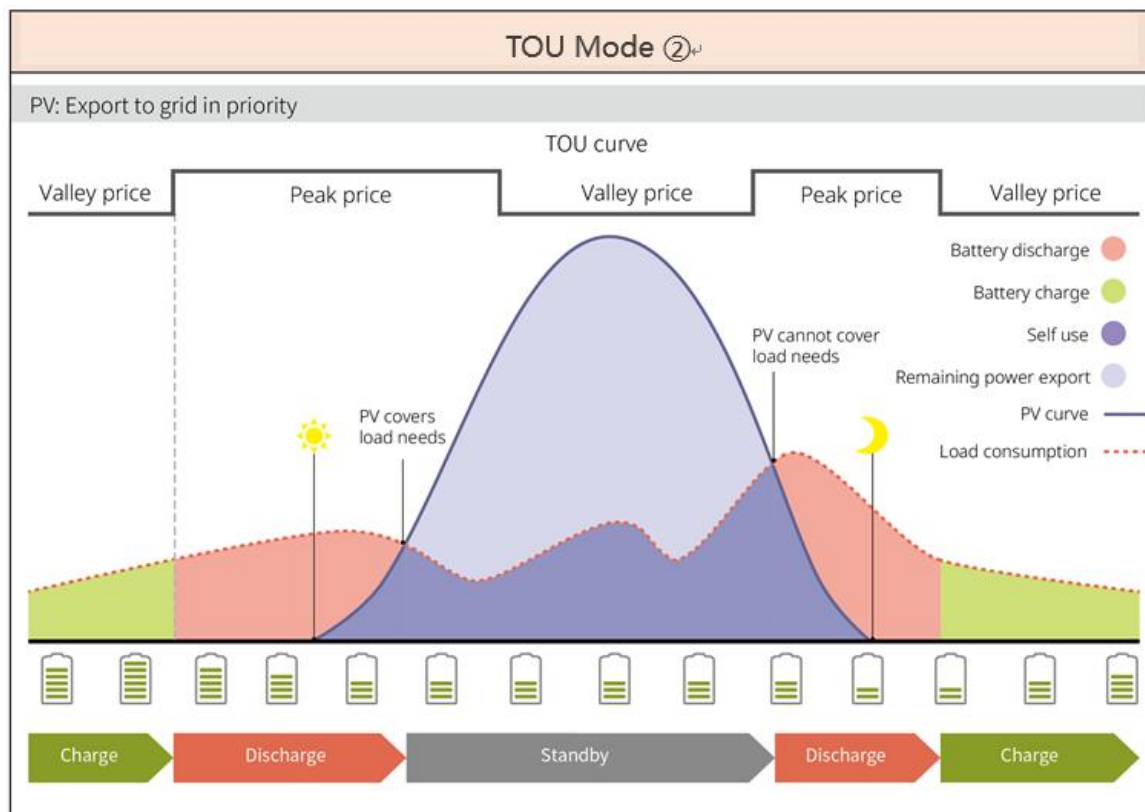 TOU Mode ②↵
PV: Export to grid in priority
TOU curve
Valley price
Peak price
Valley price
Peak price
Valley price
Battery discharge
Battery charge
Self use
Remaining power export
PV curve
Load consumption
PV cannot cover
load needs
PV covers
load needs
Charge
Discharge
Standby
Discharge
Charge